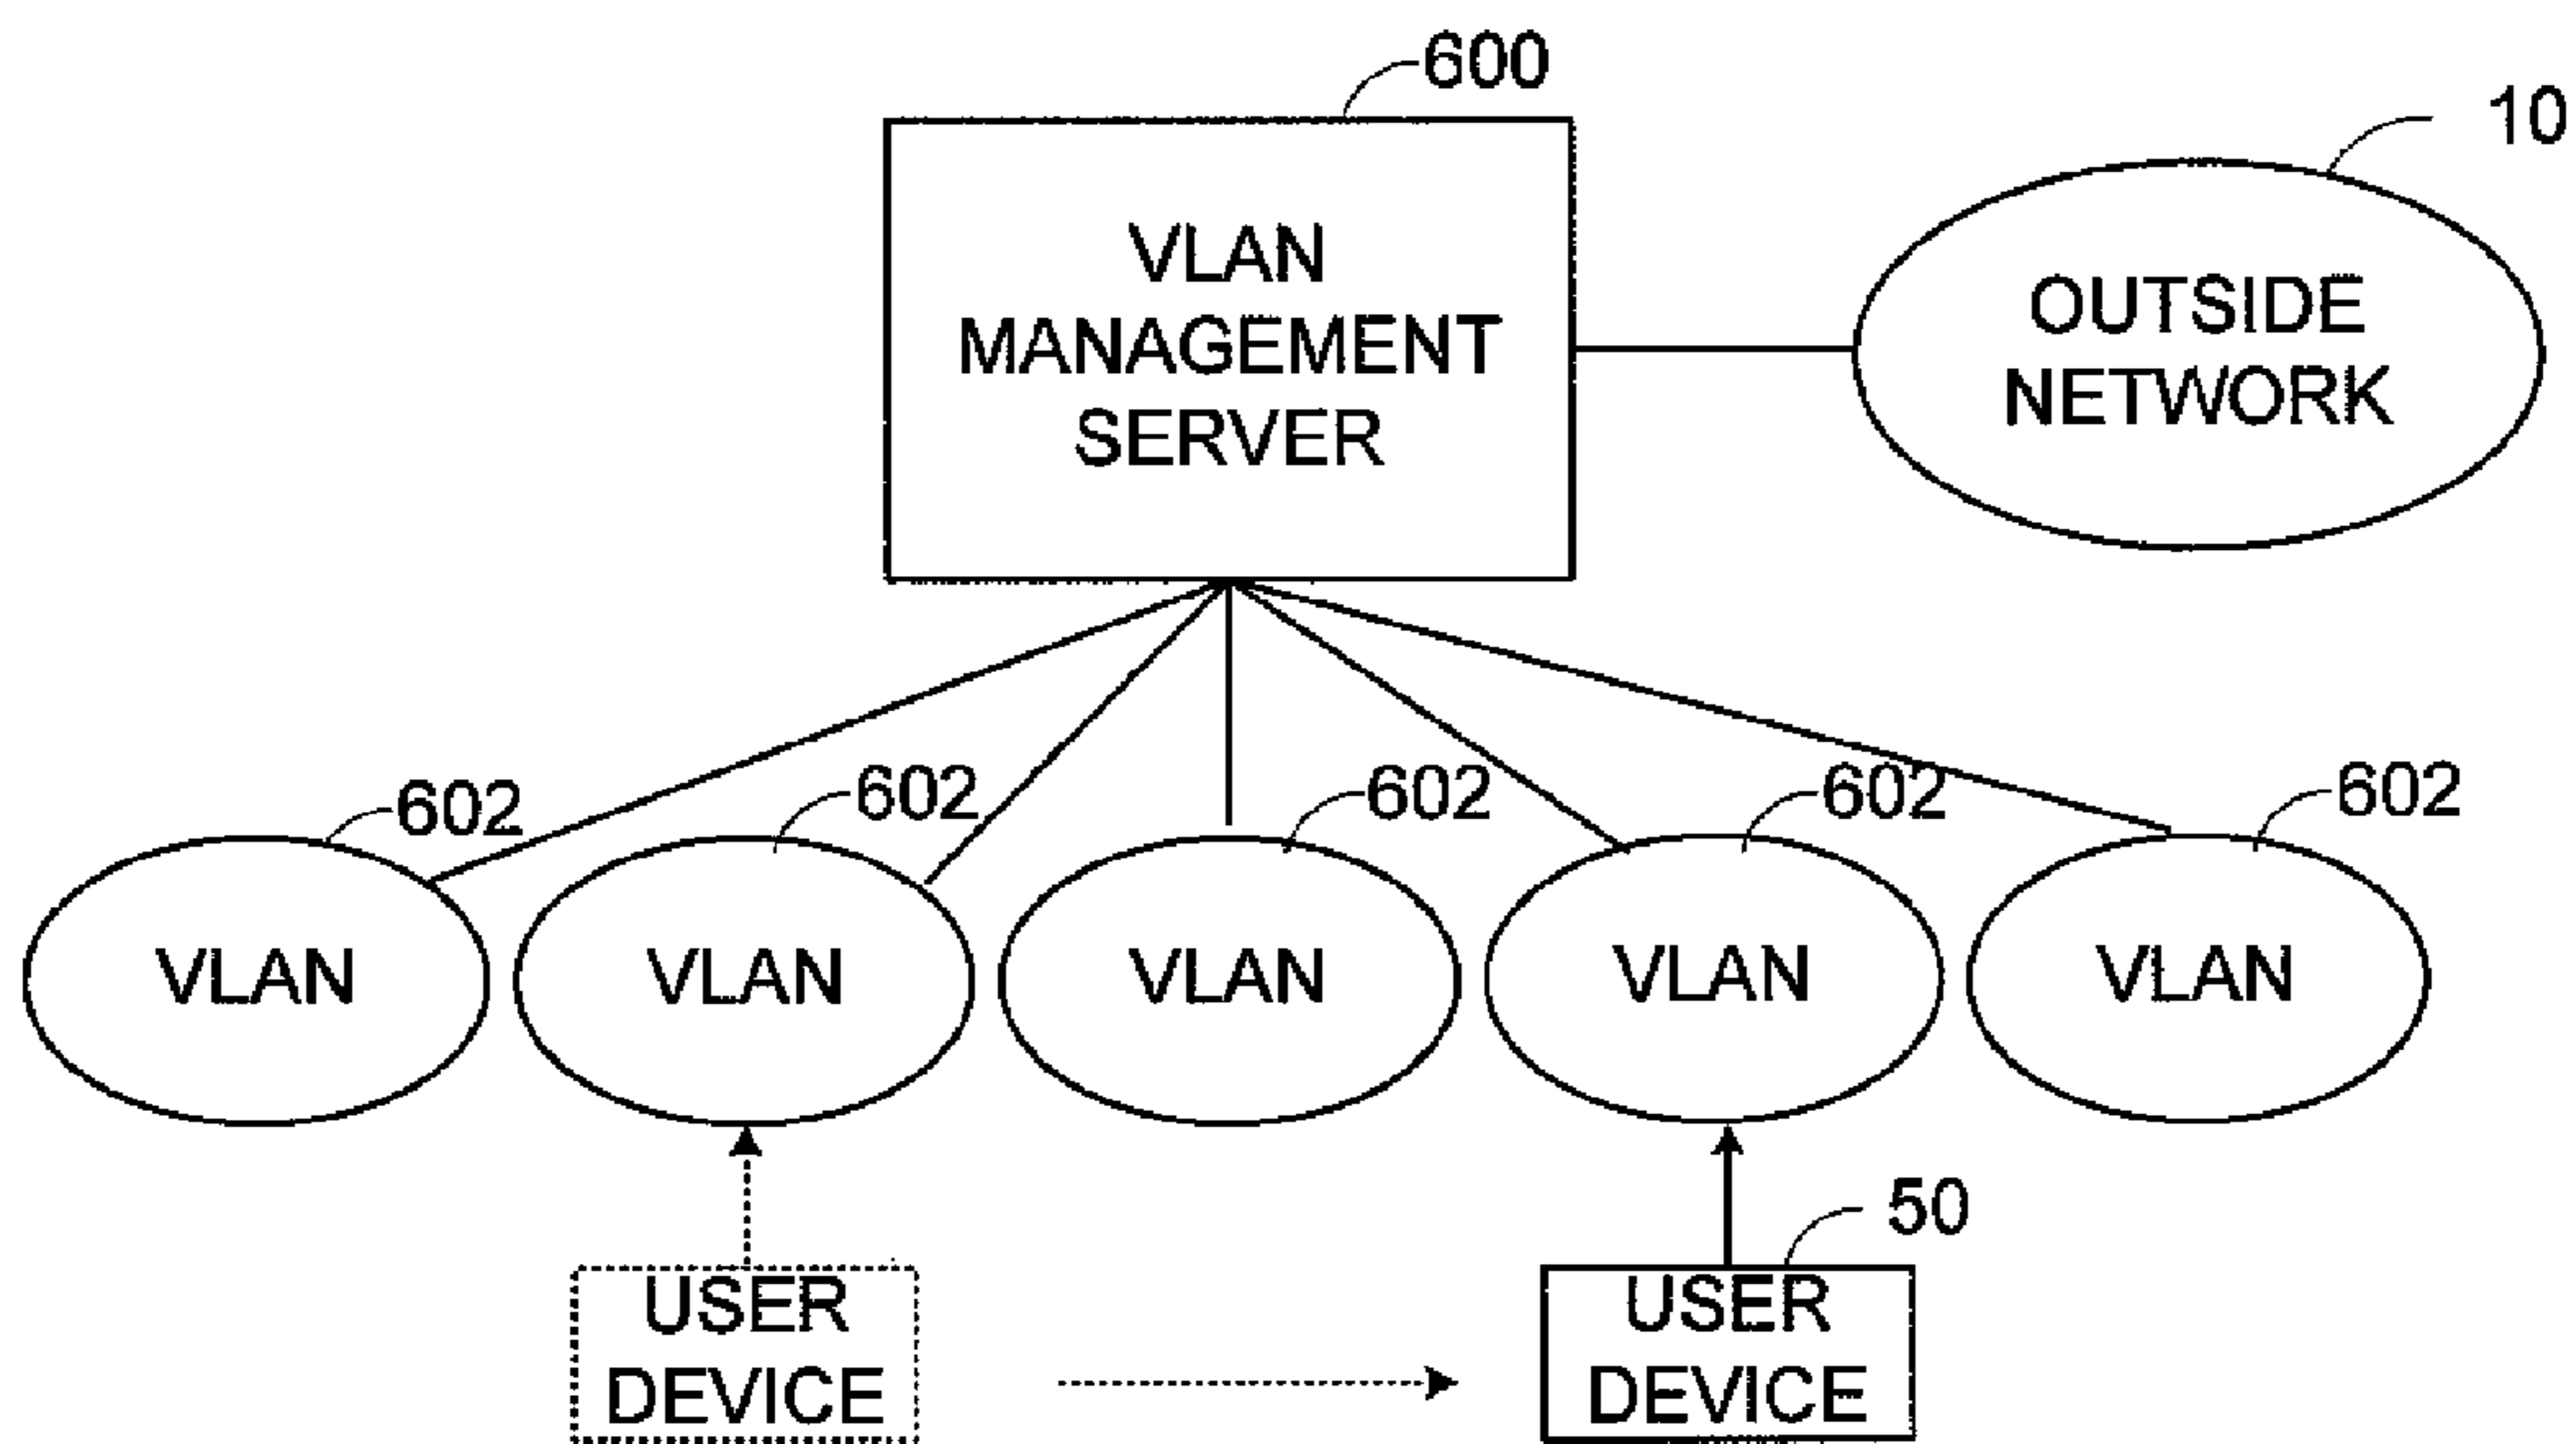 600
10
VLAN
MANAGEMENT
SERVER
OUTSIDE
NETWORK
602
602
602
602
602
VLAN
VLAN
VLAN
VLAN
VLAN
50
USER
DEVICE
USER
DEVICE